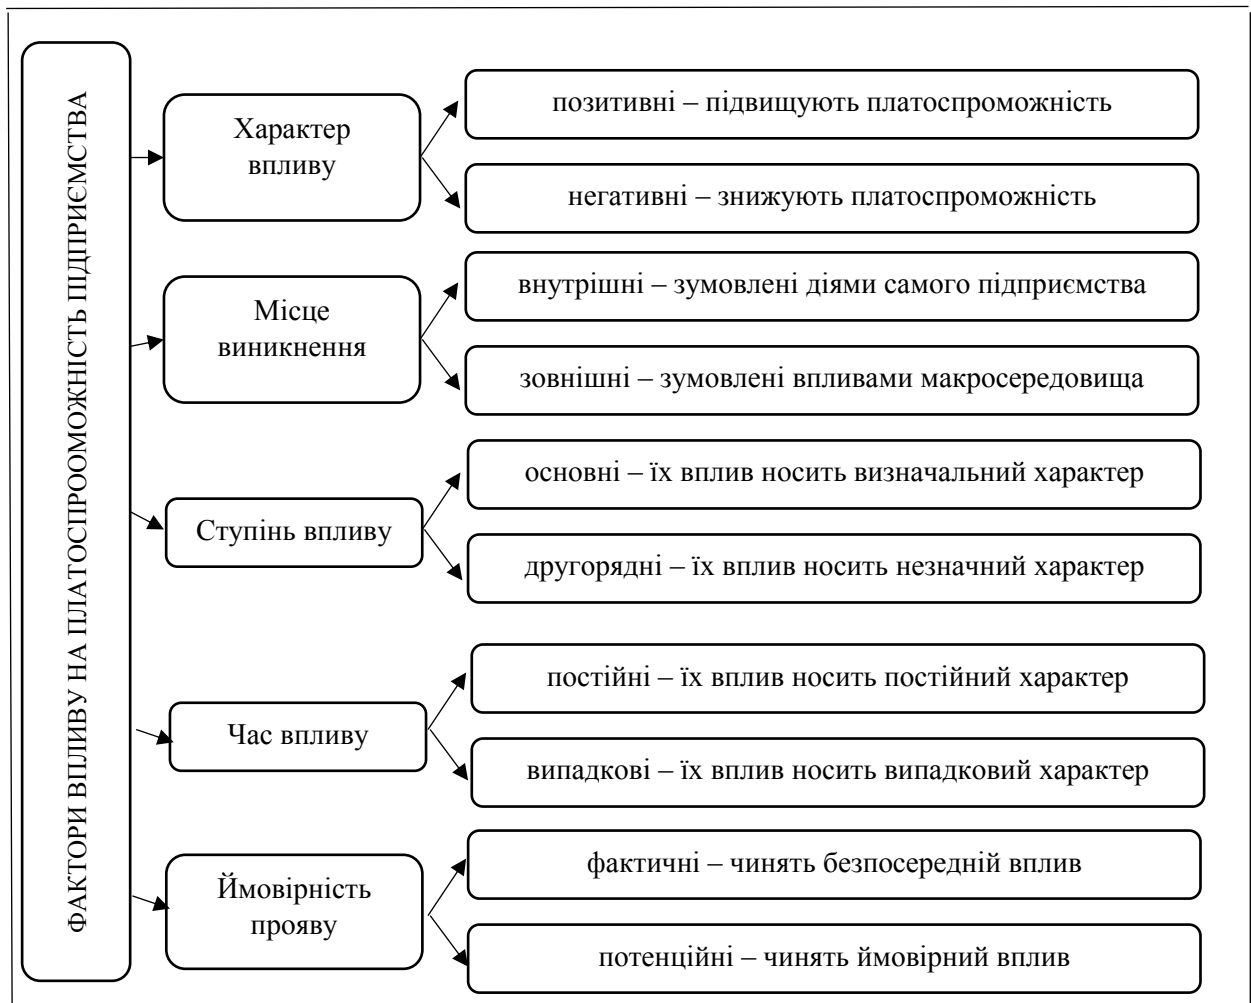 ФАКТОРИ ВПЛИВУ НА ПЛАТОСПРООМОЖНІСТЬ ПІДПРИЄМСТВА
Характер
впливу
позитивні – підвищують платоспроможність
негативні – знижують платоспроможність
Місце
виникнення
внутрішні – зумовлені діями самого підприємства
зовнішні – зумовлені впливами макросередовища
Ступінь впливу
основні – їх вплив носить визначальний характер
другорядні – їх вплив носить незначний характер
Час впливу
постійні – їх вплив носить постійний характер
випадкові – їх вплив носить випадковий характер
Ймовірність
прояву
фактичні – чинять безпосередній вплив
потенційні – чинять ймовірний вплив